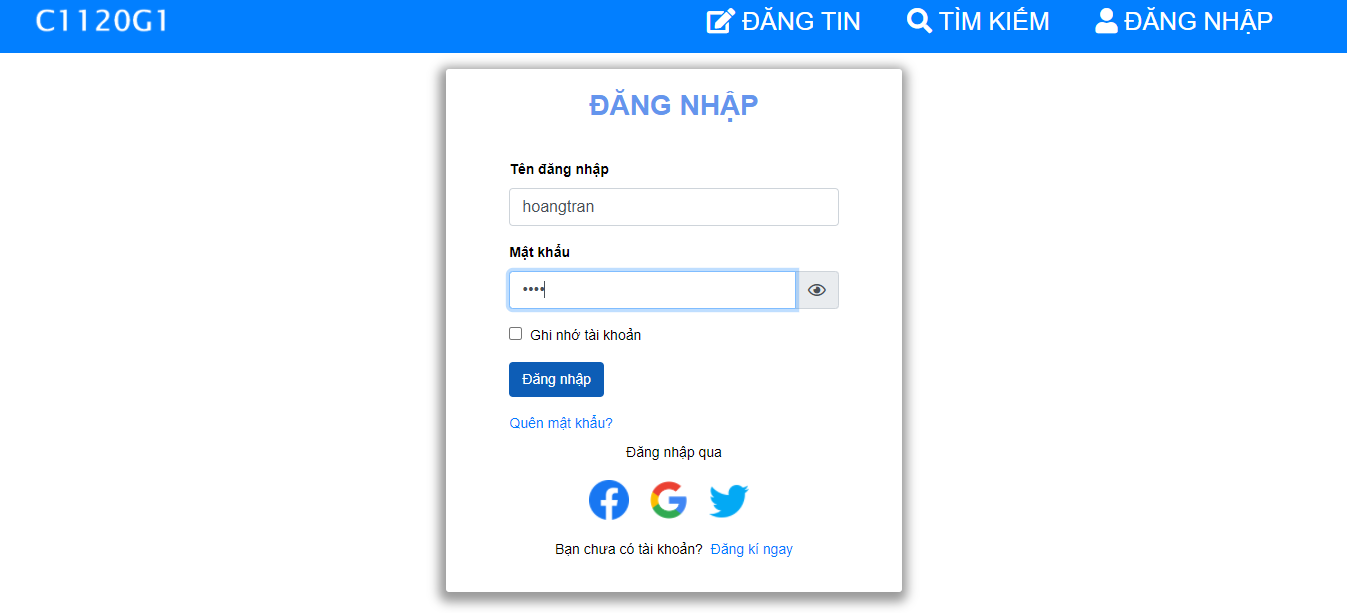 C1120G1 ĐĂNG TIN TÌM KIẾM ĐĂNG NHẬP
ĐĂNG NHẬP
Tên đăng nhập
hoangtran
Mật khẩu
••••
Ghi nhớ tài khoản
Đăng nhập
Quên mật khẩu?
Đăng nhập qua
Bạn chưa có tài khoản? Đăng kí ngay